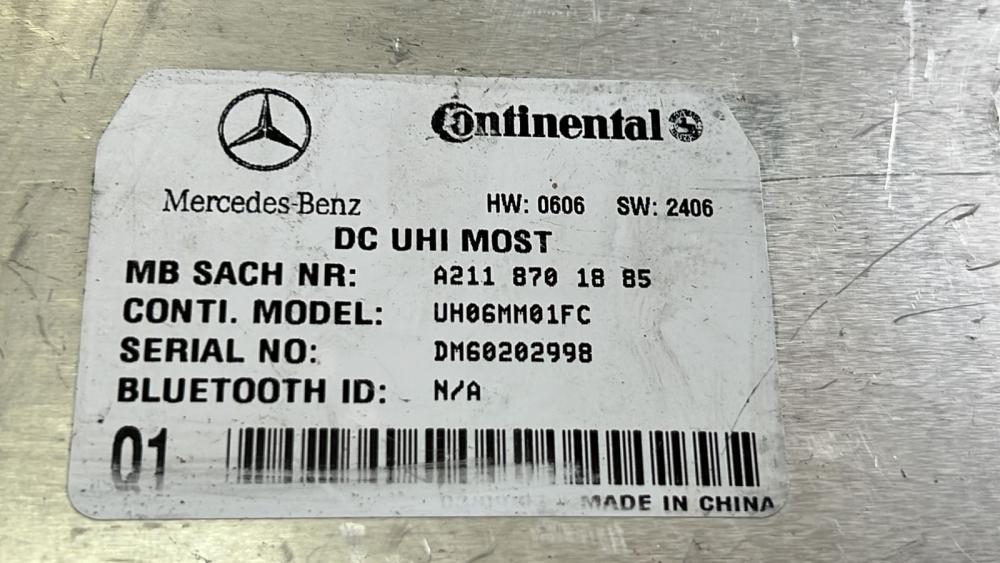 Continental
Mercedes-Benz
HW: 0606 SW: 2406
DC UHI MOST
MB SACH NR: A211 870 18 85
CONTI. MODEL: UH06MM01FC
SERIAL NO: DM60202998
BLUETOOTH ID: N/A
Q1
MADE IN CHINA